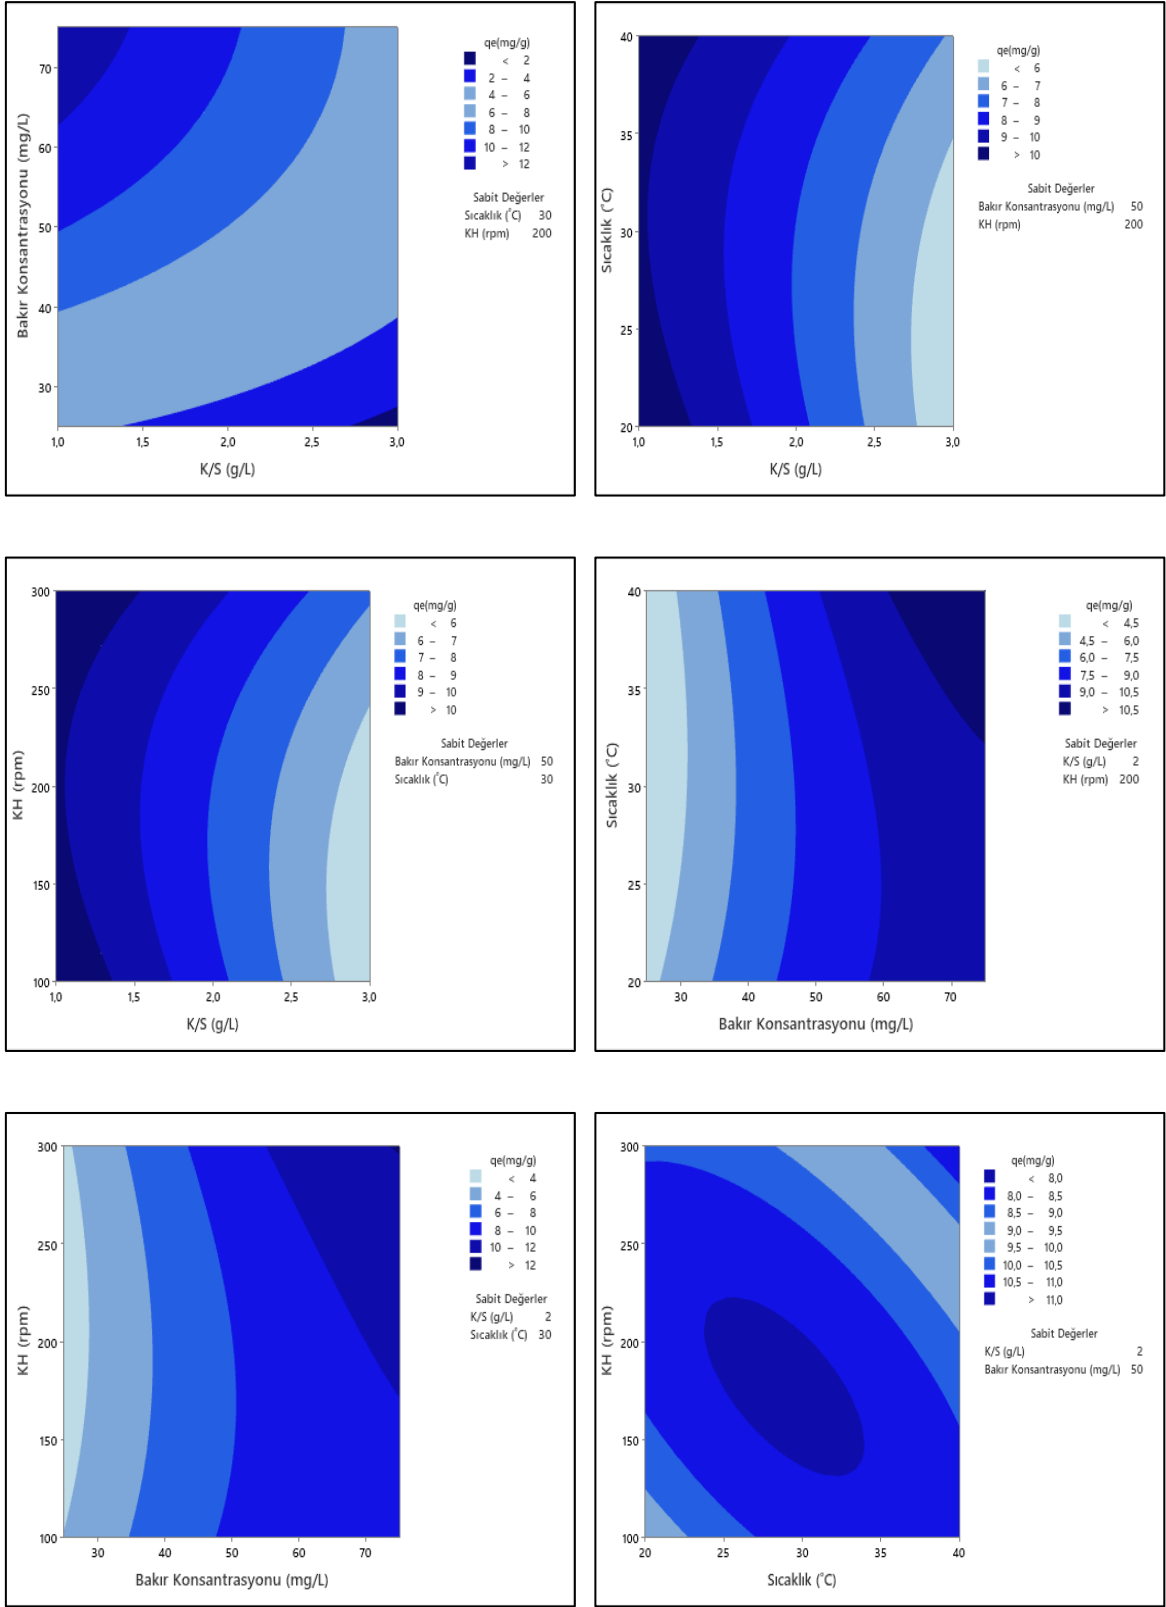 qe(mg/g)
< 2
2 – 4
4 – 6
6 – 8
8 – 10
10 – 12
> 12
Sabit Değerler
Sıcaklık (˚C) 30
KH (rpm) 200
Bakır Konsantrasyonu (mg/L)
70
60
50
40
30
1,0 1,5 2,0 2,5 3,0
K/S (g/L)
qe(mg/g)
< 6
6 – 7
7 – 8
8 – 9
9 – 10
> 10
Sabit Değerler
Bakır Konsantrasyonu (mg/L) 50
KH (rpm) 200
Sıcaklık (˚C)
40
35
30
25
20
1,0 1,5 2,0 2,5 3,0
K/S (g/L)
qe(mg/g)
< 6
6 – 7
7 – 8
8 – 9
9 – 10
> 10
Sabit Değerler
Bakır Konsantrasyonu (mg/L) 50
Sıcaklık (˚C) 30
KH (rpm)
300
250
200
150
100
1,0 1,5 2,0 2,5 3,0
K/S (g/L)
qe(mg/g)
< 4,5
4,5 – 6,0
6,0 – 7,5
7,5 – 9,0
9,0 – 10,5
> 10,5
Sabit Değerler
K/S (g/L) 2
KH (rpm) 200
Sıcaklık (˚C)
40
35
30
25
20
30 40 50 60 70
Bakır Konsantrasyonu (mg/L)
qe(mg/g)
< 4
4 – 6
6 – 8
8 – 10
10 – 12
> 12
Sabit Değerler
K/S (g/L) 2
Sıcaklık (˚C) 30
KH (rpm)
300
250
200
150
100
30 40 50 60 70
Bakır Konsantrasyonu (mg/L)
qe(mg/g)
< 8,0
8,0 – 8,5
8,5 – 9,0
9,0 – 9,5
9,5 – 10,0
10,0 – 10,5
10,5 – 11,0
> 11,0
Sabit Değerler
K/S (g/L) 2
Bakır Konsantrasyonu (mg/L) 50
KH (rpm)
300
250
200
150
100
20 25 30 35 40
Sıcaklık (˚C)